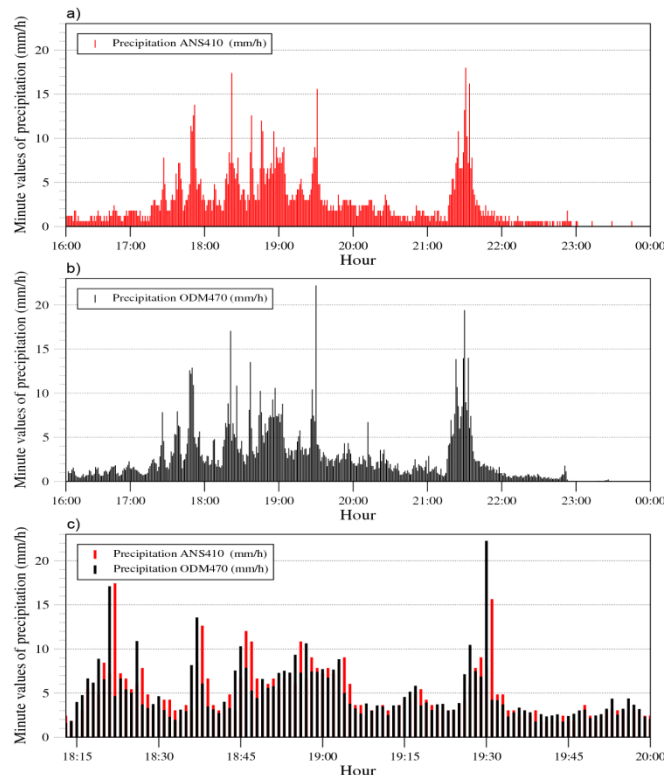 a)
Precipitation ANS410 (mm/h)
Minute values of precipitation (mm/h)
20
15
10
5
0
16:00 17:00 18:00 19:00 20:00 21:00 22:00 23:00 00:00
Hour
b)
Precipitation ODM470 (mm/h)
Minute values of precipitation (mm/h)
20
15
10
5
0
16:00 17:00 18:00 19:00 20:00 21:00 22:00 23:00 00:00
Hour
c)
Precipitation ANS410 (mm/h)
Precipitation ODM470 (mm/h)
Minute values of precipitation (mm/h)
20
15
10
5
0
18:15 18:30 18:45 19:00 19:15 19:30 19:45 20:00
Hour